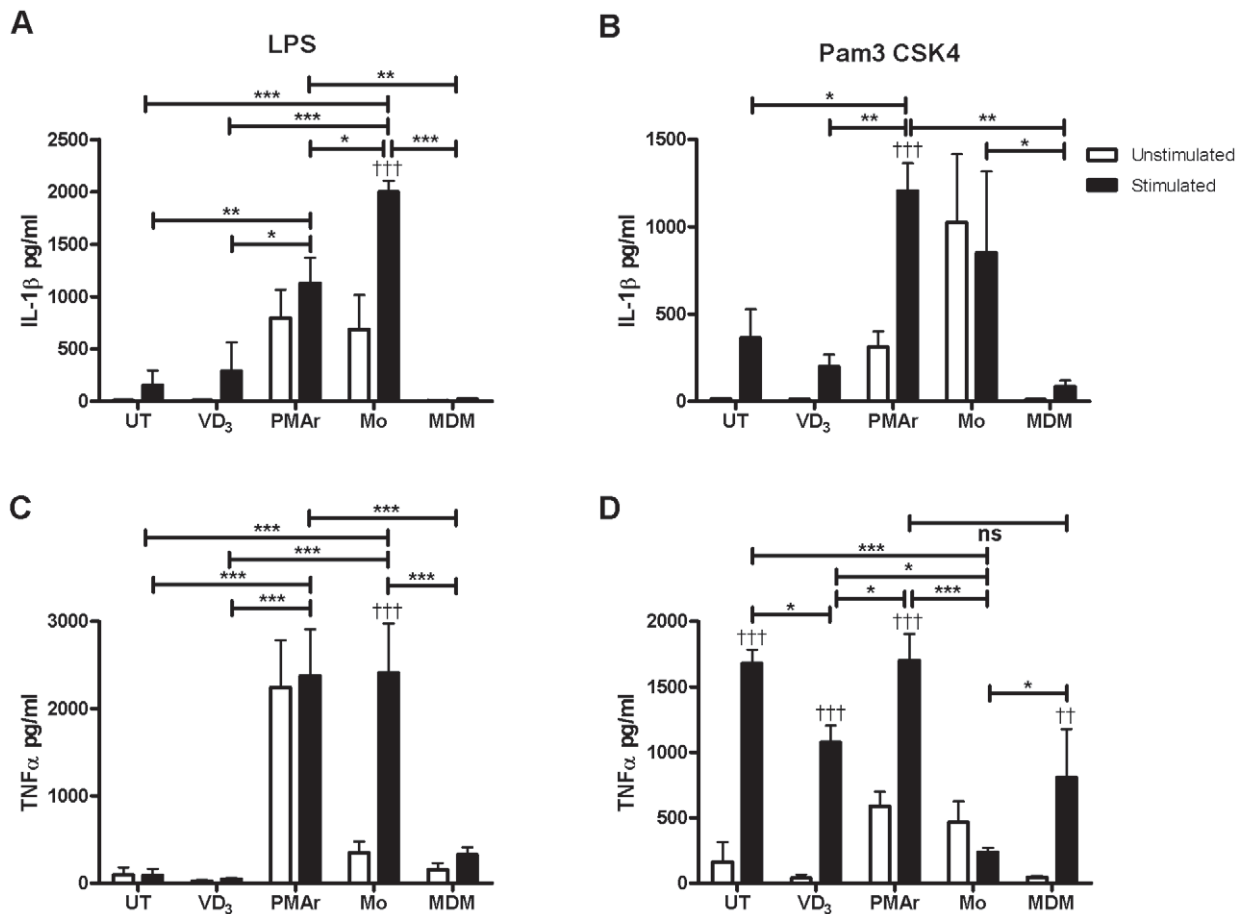 A
LPS
**
***
***
*
***
†††
**
*
2500
2000
1500
1000
500
0
IL-1β pg/ml
UT
VD3
PMAr
Mo
MDM
B
Pam3 CSK4
*
**
**
*
†††
1500
1000
500
0
IL-1β pg/ml
UT
VD3
PMAr
Mo
MDM
Unstimulated
Stimulated
C
***
***
***
***
***
***
†††
3000
2000
1000
0
TNFα pg/ml
UT
VD3
PMAr
Mo
MDM
D
ns
***
*
*
***
*
†††
†††
†††
*
††
2000
1500
1000
500
0
TNFα pg/ml
UT
VD3
PMAr
Mo
MDM